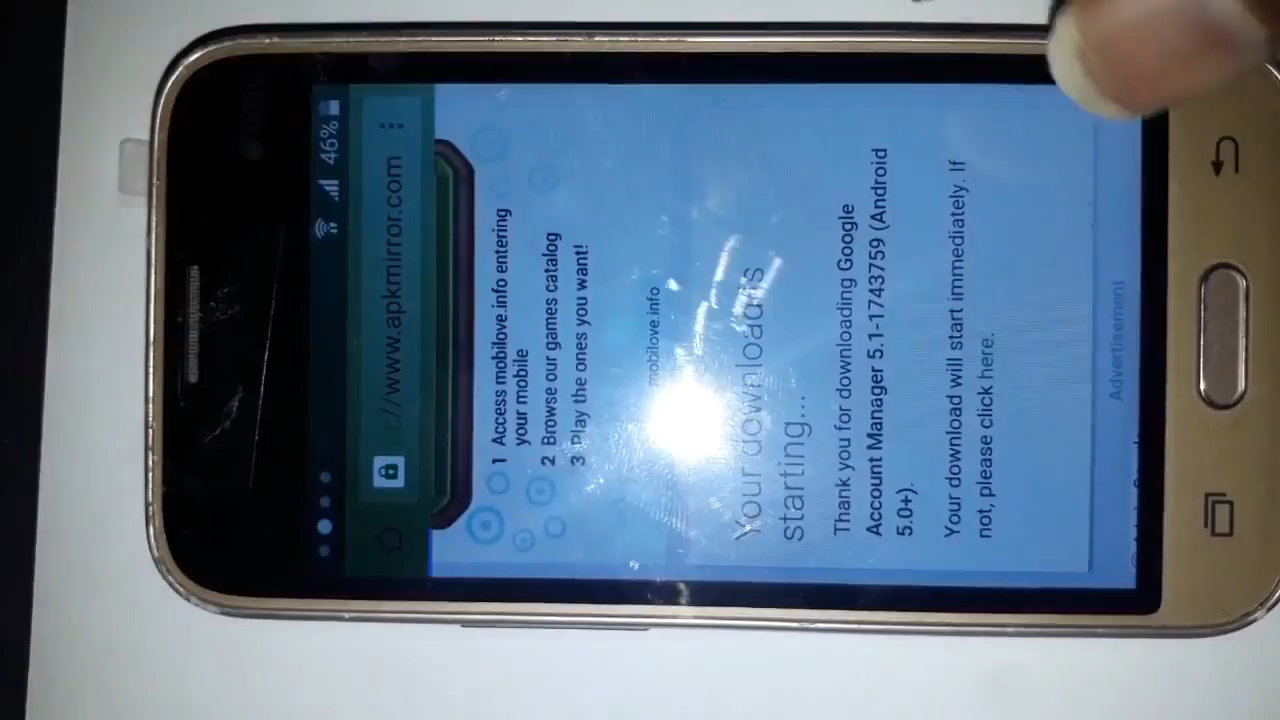 46%
://www.apkmirror.com
1 Access mobilove.info entering
your mobile
2 Browse our games catalog
3 Play the ones you want!
mobilove.info
Your download is
starting...
Thank you for downloading Google
Account Manager 5.1-1743759 (Android
5.0+).
Your download will start immediately. If
not, please click here.
Advertisement